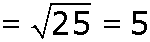 = √25 = 5